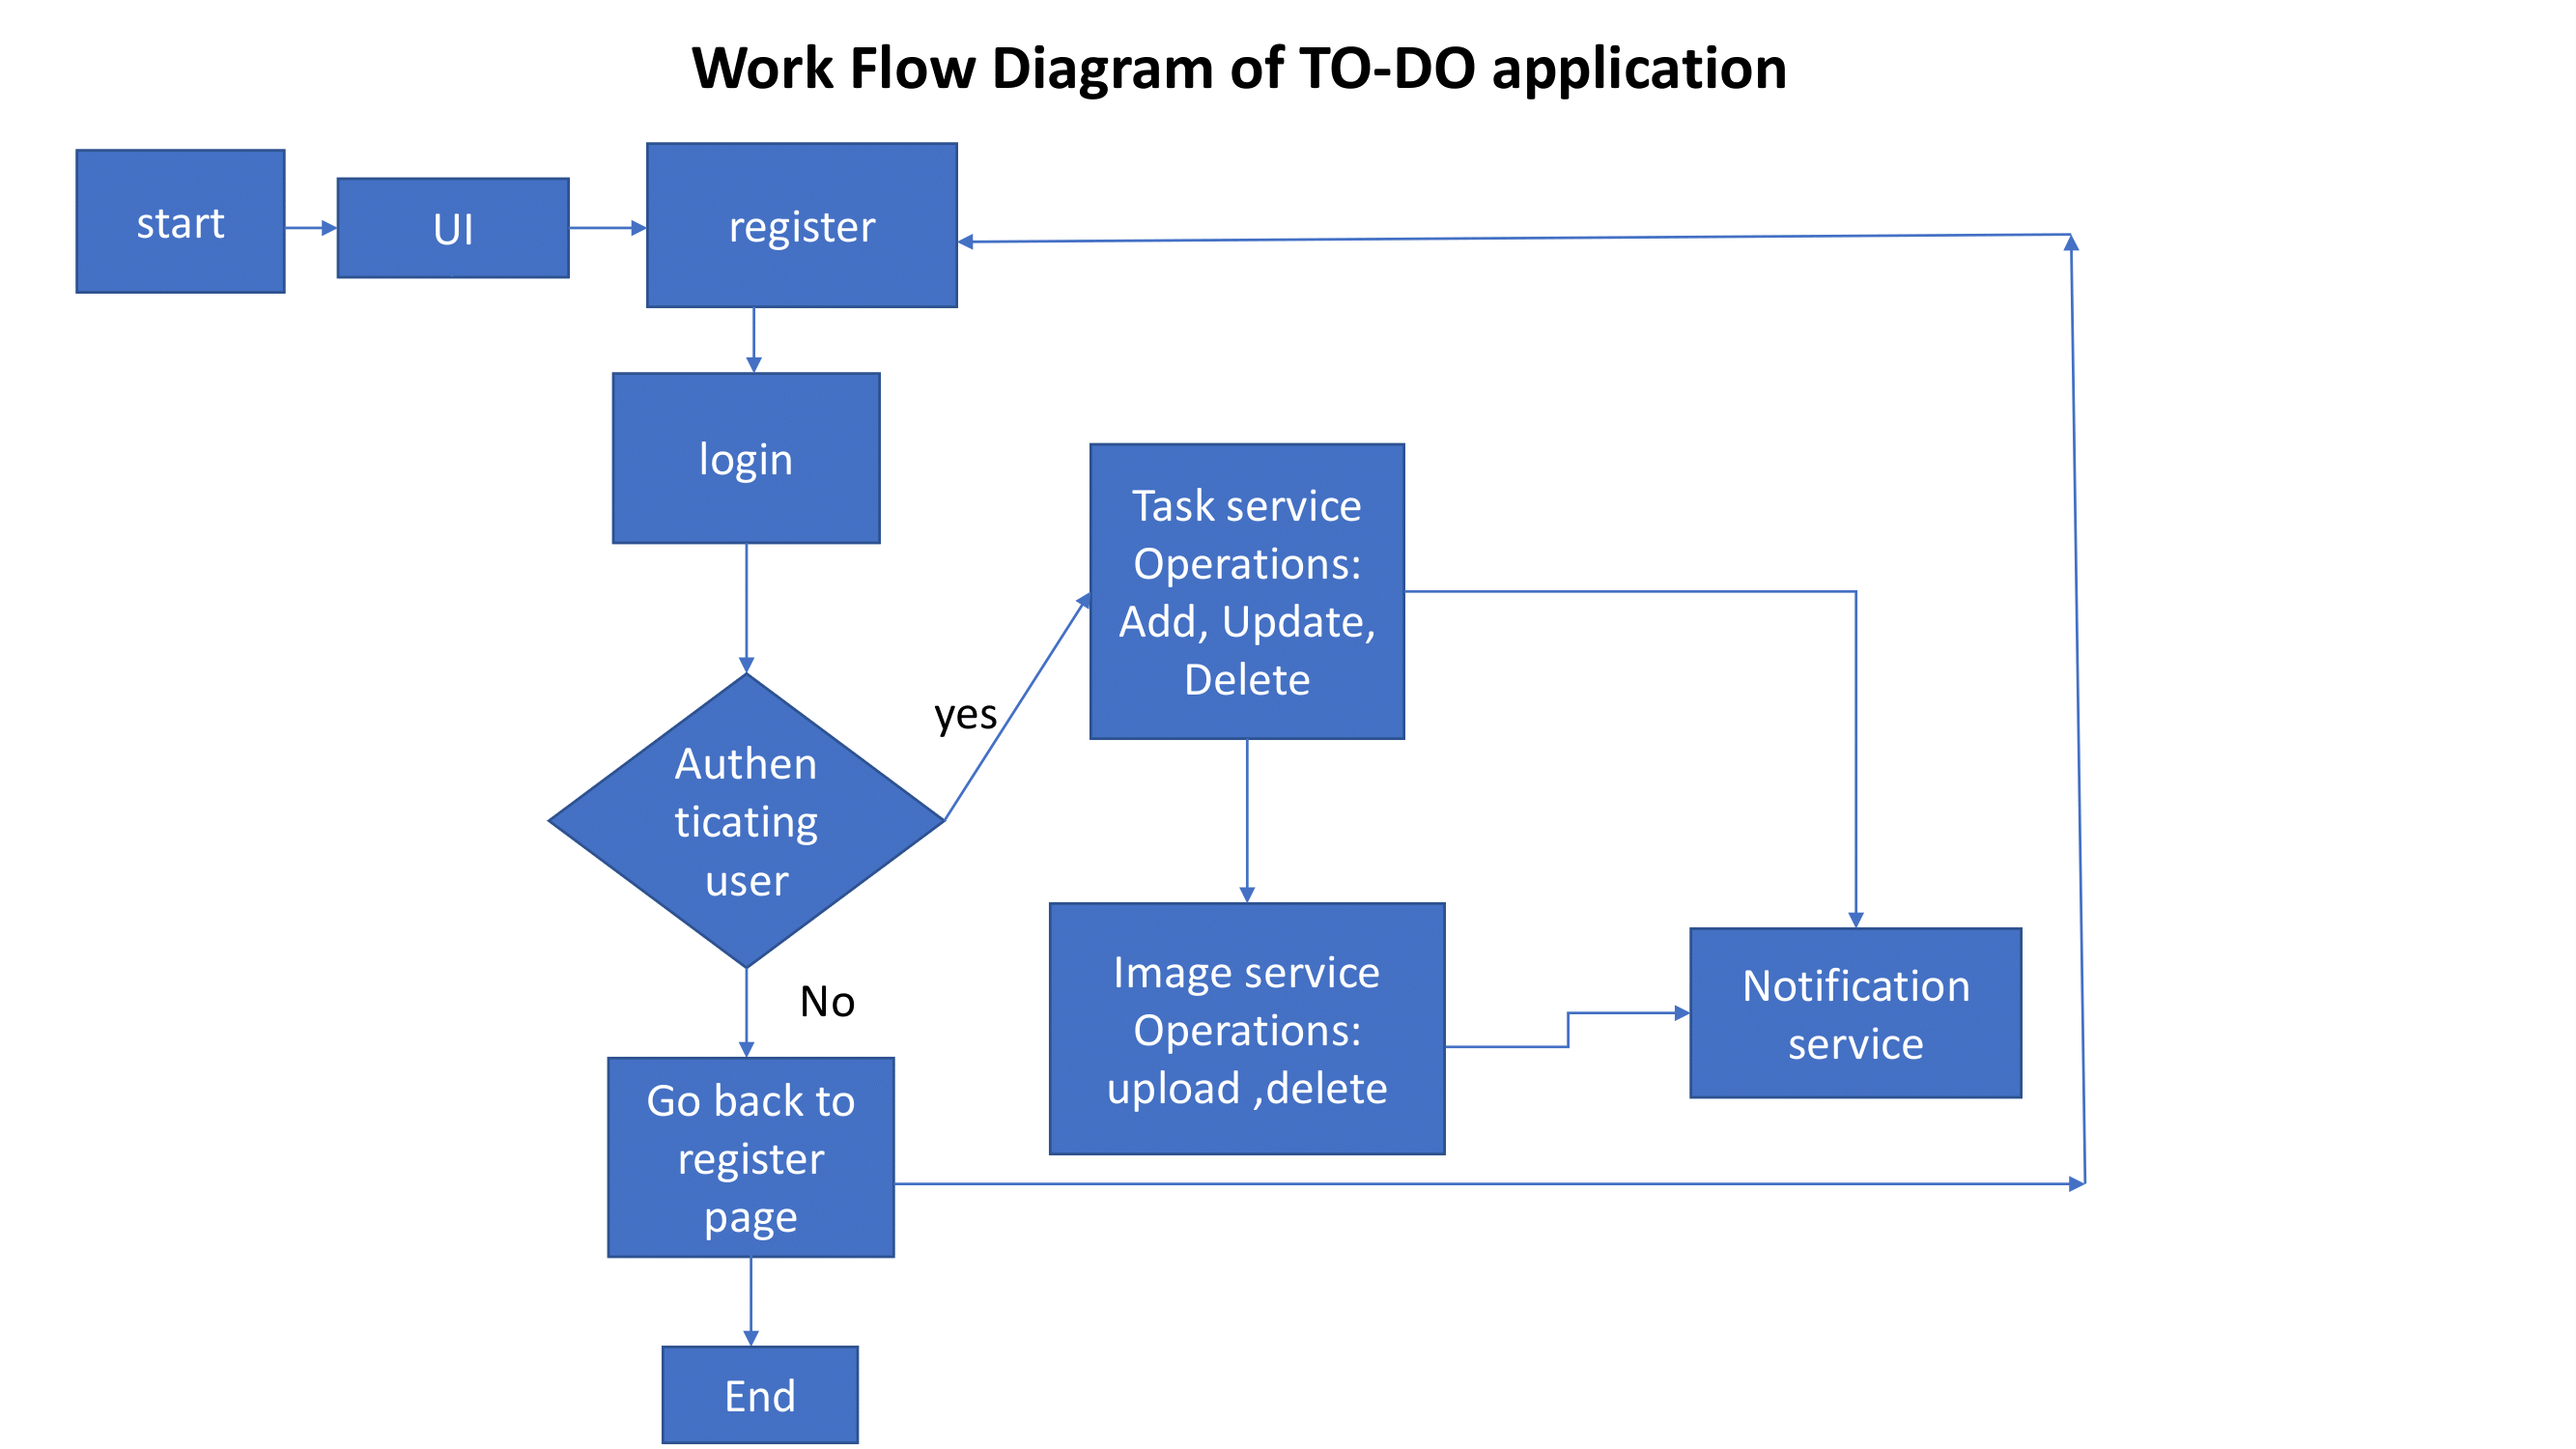 Work Flow Diagram of TO-DO application
start
UI
register
login
Task service
Operations:
Add, Update,
Delete
yes
Authen
ticating
user
No
Image service
Operations:
upload ,delete
Notification
service
Go back to
register
page
End